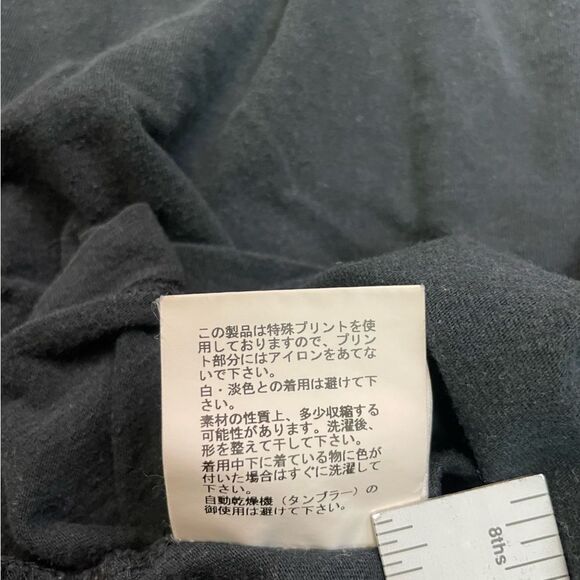 この製品は特殊プリントを使
用しておりますので、プリン
ト部分にはアイロンをあてな
いで下さい。
白・淡色との着用は避けて下
さい。
素材の性質上、多少収縮する
可能性があります。洗濯後、
形を整えて干して下さい。
着用中下に着ている物に色が
付いた場合はすぐに洗濯して
下さい。
自動乾燥機（タンブラー）の
御使用は避けて下さい。
8ths